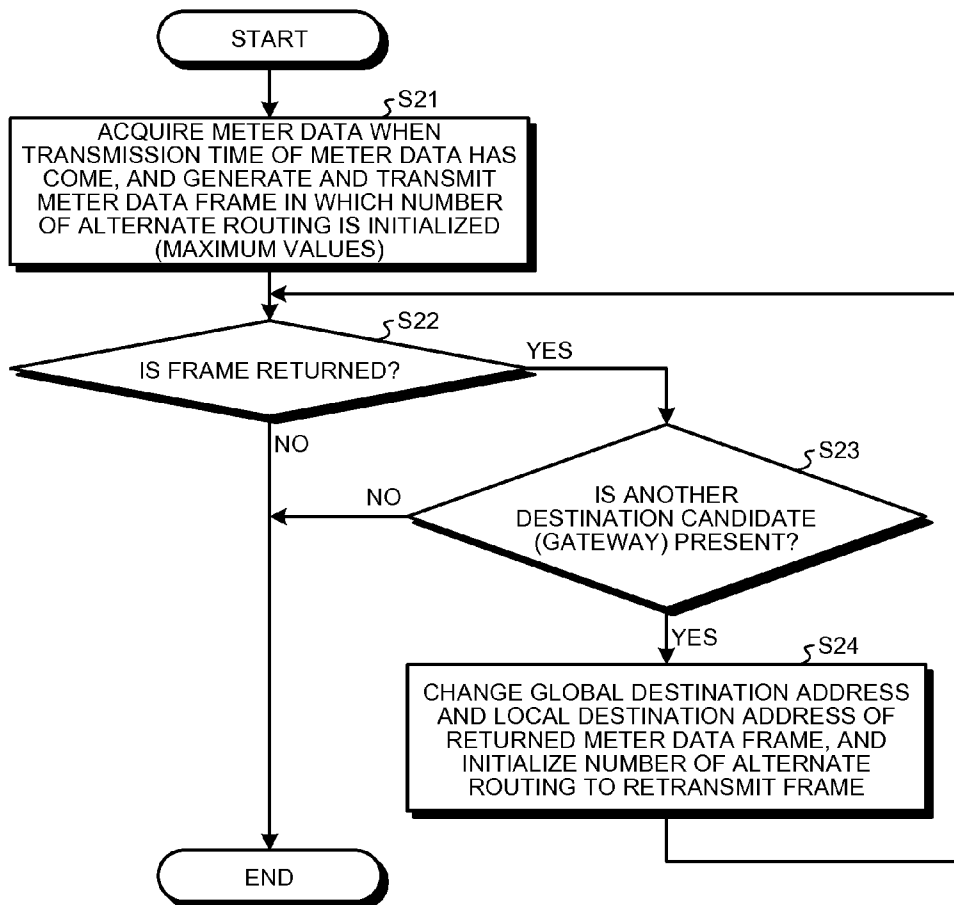 START
S21
ACQUIRE METER DATA WHEN
TRANSMISSION TIME OF METER DATA HAS
COME, AND GENERATE AND TRANSMIT
METER DATA FRAME IN WHICH NUMBER
OF ALTERNATE ROUTING IS INITIALIZED
(MAXIMUM VALUES)
S22
IS FRAME RETURNED?
YES
NO
S23
IS ANOTHER
DESTINATION CANDIDATE
(GATEWAY) PRESENT?
NO
YES
S24
CHANGE GLOBAL DESTINATION ADDRESS
AND LOCAL DESTINATION ADDRESS OF
RETURNED METER DATA FRAME, AND
INITIALIZE NUMBER OF ALTERNATE
ROUTING TO RETRANSMIT FRAME
END